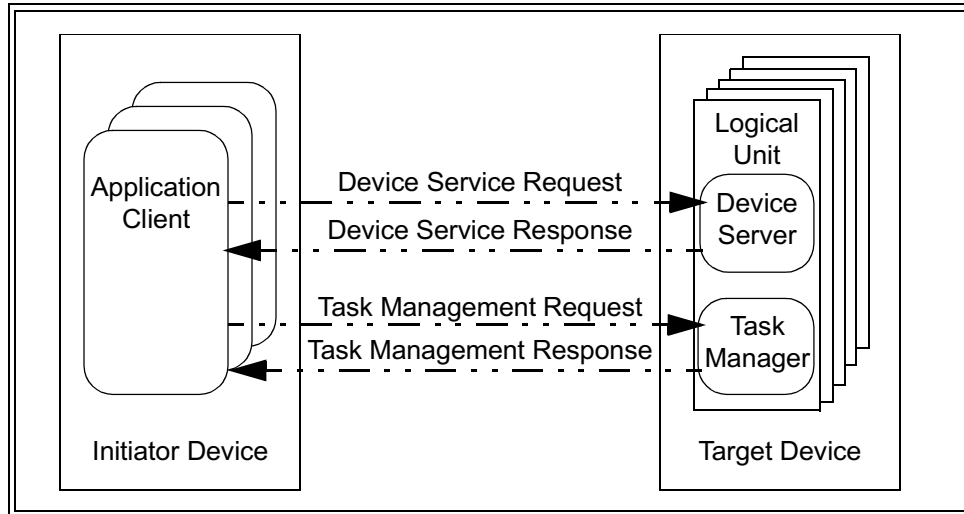 Application
Client
Device Service Request
Device Service Response
Task Management Request
Task Management Response
Initiator Device
Logical
Unit
Device
Server
Task
Manager
Target Device